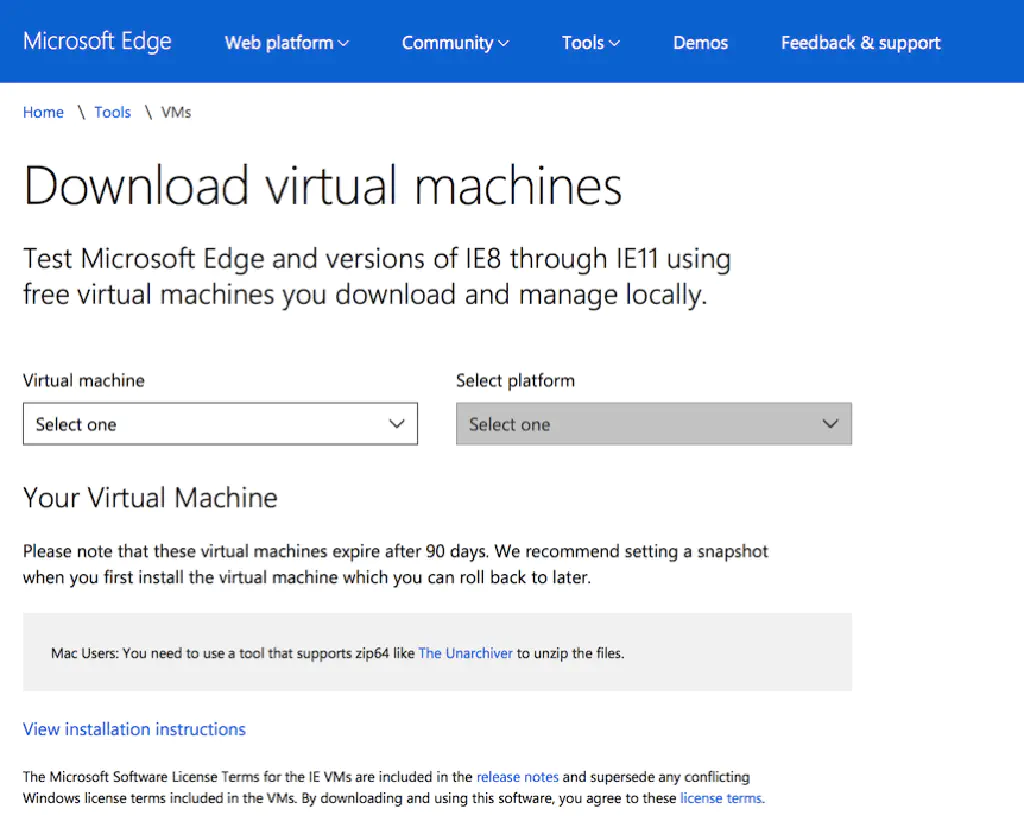 Microsoft Edge Web platform Community Tools Demos Feedback & support
Home \ Tools \ VMs
Download virtual machines
Test Microsoft Edge and versions of IE8 through IE11 using
free virtual machines you download and manage locally.
Virtual machine Select platform
Select one Select one
Your Virtual Machine
Please note that these virtual machines expire after 90 days. We recommend setting a snapshot
when you first install the virtual machine which you can roll back to later.
Mac Users: You need to use a tool that supports zip64 like The Unarchiver to unzip the files.
View installation instructions
The Microsoft Software License Terms for the IE VMs are included in the release notes and supersede any conflicting
Windows license terms included in the VMs. By downloading and using this software, you agree to these license terms.